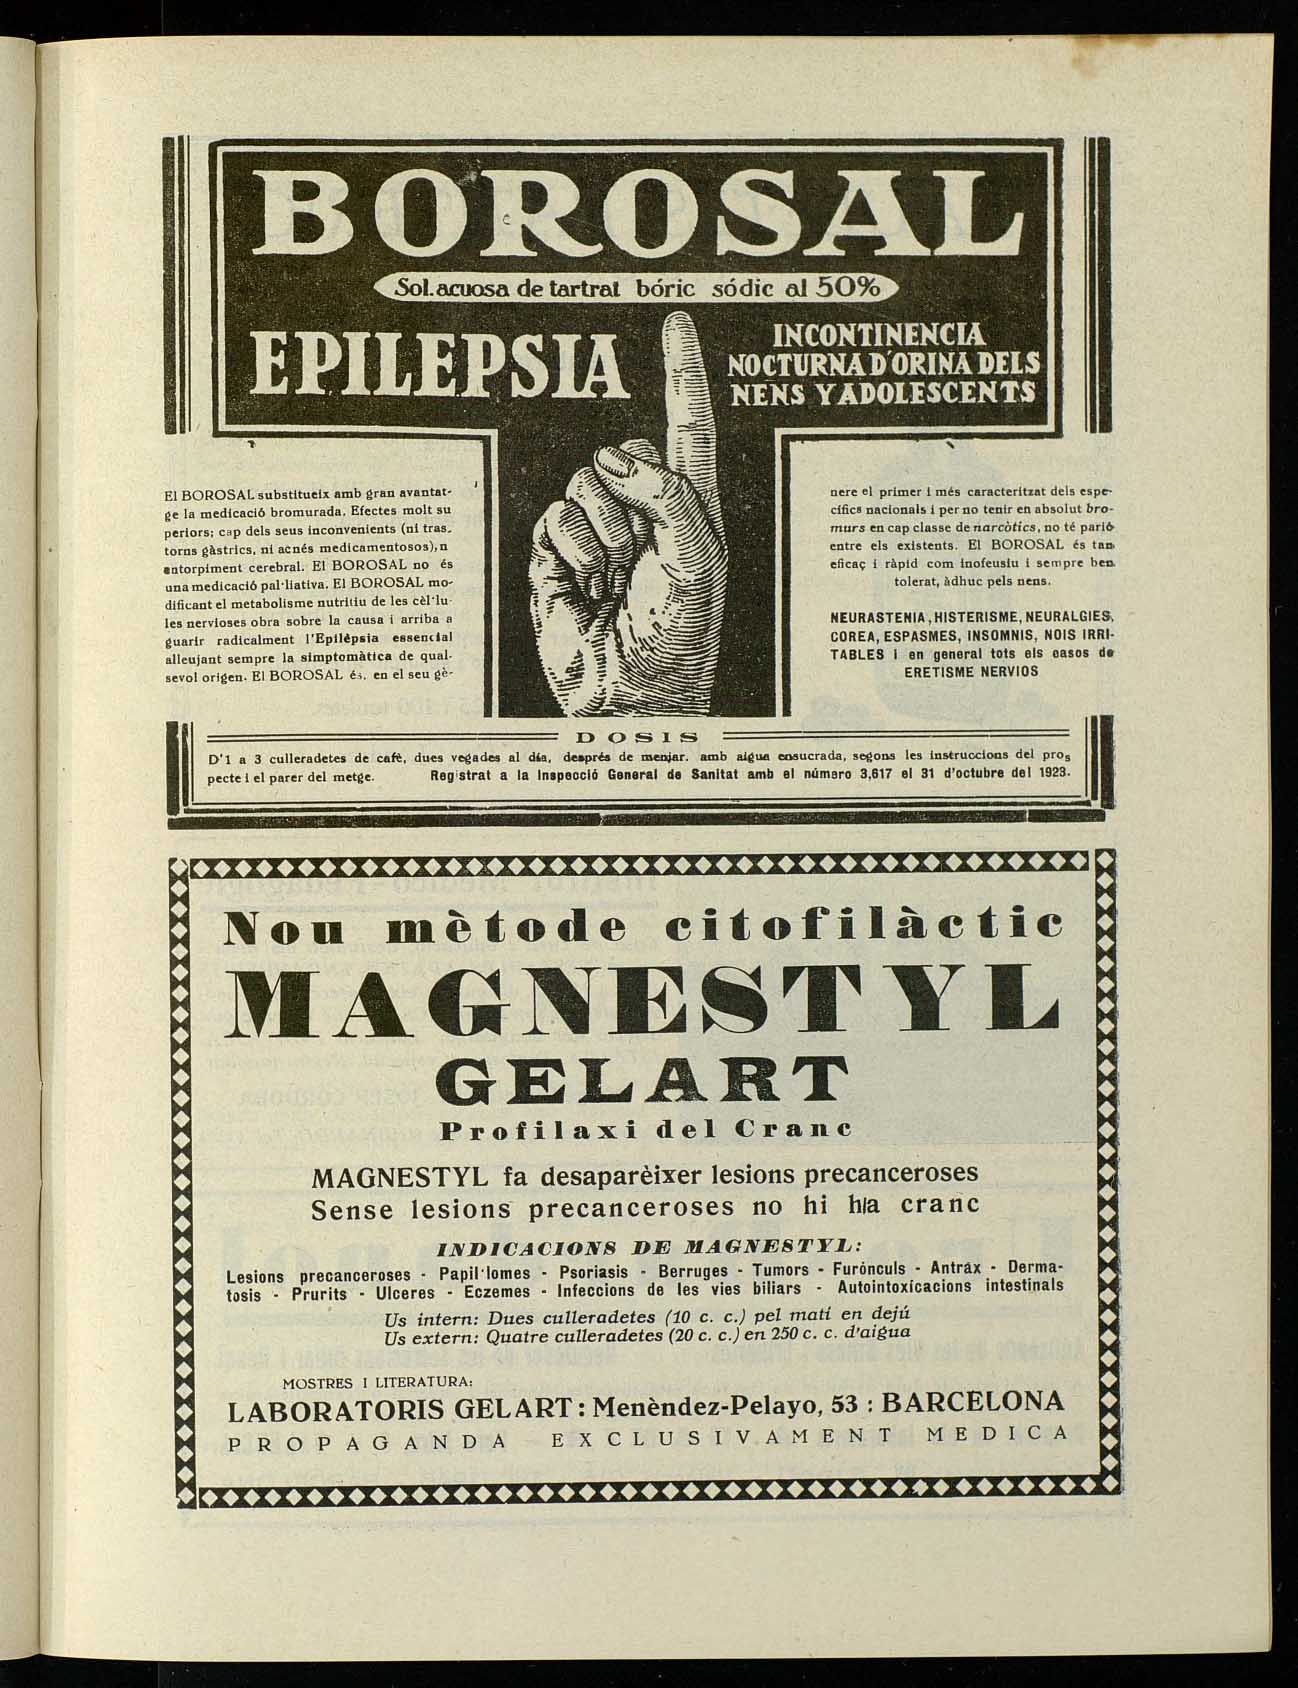 BOROSAL
Sol. acuosa de tartrat bóric sódic al 50%
EPILEPSIA
INCONTINENCIA
NOCTURNA D'ORINA DELS
NENS Y ADOLESCENTS
El BOROSAL substitueix amb gran avantat-
ge la medicació bromurada. Efectes molt su
periors; cap dels seus inconvenients (ni tras-
torns gàstrics, ni acnés medicamentosos), n
entorpiment cerebral. El BOROSAL no és
una medicació pal·liativa. El BOROSAL mo-
dificant el metabolisme nutritiu de les cèl·lu-
les nervioses obra sobre la causa i arriba a
guarir radicalment l'Epilépsia essencial
alleujant sempre la simptomàtica de qual-
sevol origen. El BOROSAL és, en el seu gè-
nere el primer i més caracteritzat dels espe-
cífics nacionals i per no tenir en absolut bro-
murs en cap classe de narcòtics, no té parió
entre els existents. El BOROSAL és tan
eficaç i ràpid com inofeusiu i sempre ben
tolerat, àdhuc pels nens.
NEURASTENIA, HISTERISME, NEURALGIES,
COREA, ESPASMES, INSOMNIS, NOIS IRRI-
TABLES i en general tots els casos de
ERETISME NERVIOS
DOSIS
D'1 a 3 culleradetes de cafè, dues vegades al día, després de menjar, amb aigua ensucrada, segons les instruccions del pros
pecte i el parer del metge. Registrat a la Inspecció General de Sanitat amb el número 3,617 el 31 d'octubre del 1923.
Nou mètode citofilàctic
MAGNESTYL
GELART
Profilaxi del Cranc
MAGNESTYL fa desaparèixer lesions precanceroses
Sense lesions precanceroses no hi h/a cranc
INDICACIONS DE MAGNESTYL:
Lesions precanceroses - Papil·lomes - Psoriasis - Berruges - Tumors - Furónculs - Antráx - Derma-
tosis - Prurits - Ulceres - Eczemes - Infeccions de les vies biliars - Autointoxícacions intestinals
Us intern: Dues culleradetes (10 c. c.) pel matí en dejú
Us extern: Quatre culleradetes (20 c. c.) en 250 c. c. d'aigua
MOSTRES I LITERATURA:
LABORATORIS GELART : Menèndez-Pelayo, 53 : BARCELONA
PROPAGANDA EXCLUSIVAMENT MEDICA